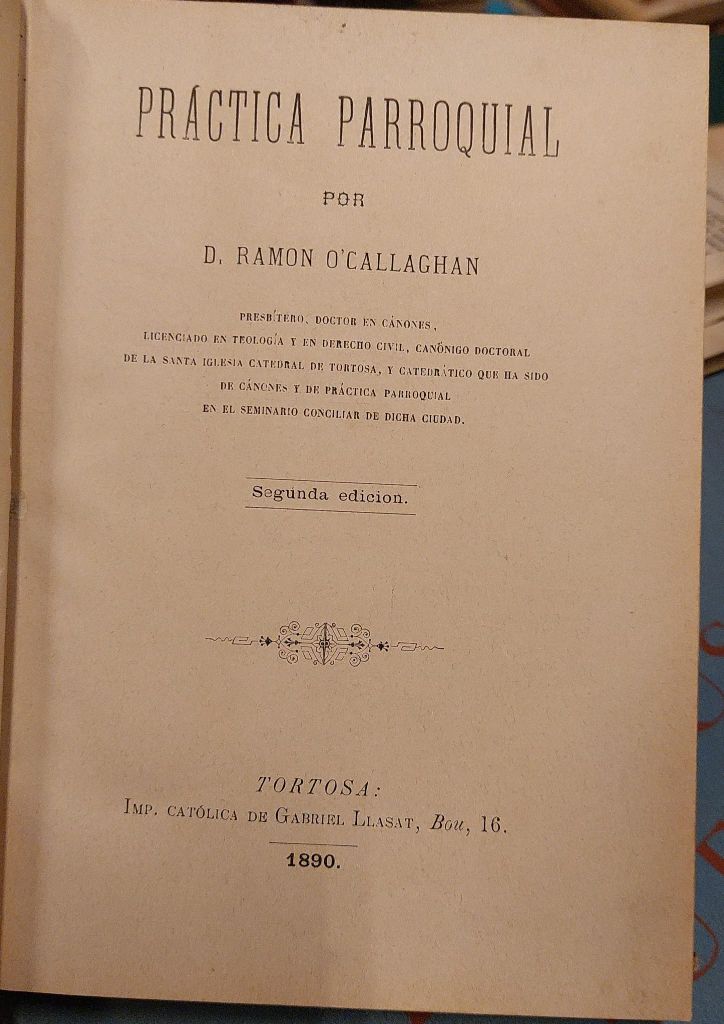 PRÁCTICA PARROQUIAL
POR
D. RAMON O'CALLAGHAN
PRESBÍTERO, DOCTOR EN CÁNONES,
LICENCIADO EN TEOLOGÍA Y EN DERECHO CIVIL, CANÓNIGO DOCTORAL
DE LA SANTA IGLESIA CATEDRAL DE TORTOSA, Y CATEDRÁTICO QUE HA SIDO
DE CÁNONES Y DE PRÁCTICA PARROQUIAL
EN EL SEMINARIO CONCILIAR DE DICHA CIUDAD.
Segunda edicion.
TORTOSA:
IMP. CATÓLICA DE GABRIEL LLASAT, Bou, 16.
1890.